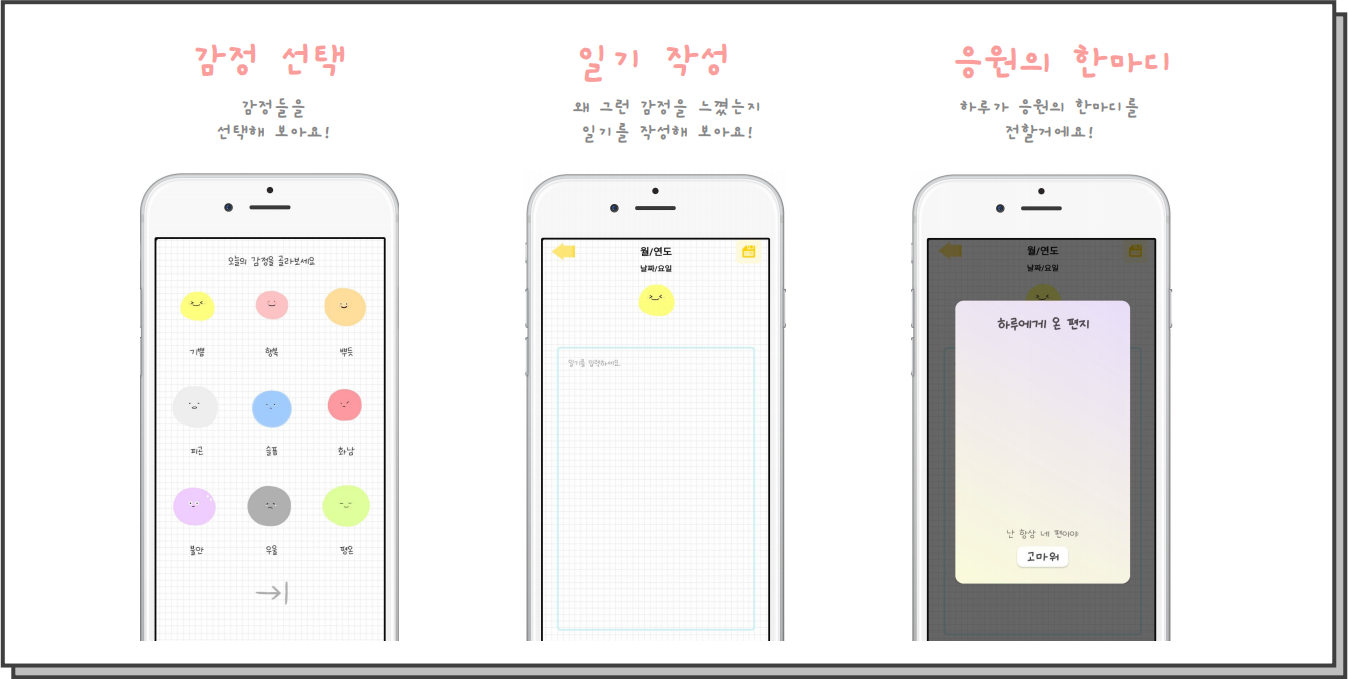 감정 선택
감정들을
선택해 보아요!
오늘의 감정을 골라보세요
기쁨
행복
뿌듯
피곤
슬픔
화남
불안
우울
평온
일기 작성
왜 그런 감정을 느꼈는지
일기를 작성해 보아요!
월/연도
날짜/요일
일기를 입력하세요.
응원의 한마디
하루가 응원의 한마디를
전할거에요!
월/연도
날짜/요일
하루에게 온 편지
난 항상 네 편이야
고마워